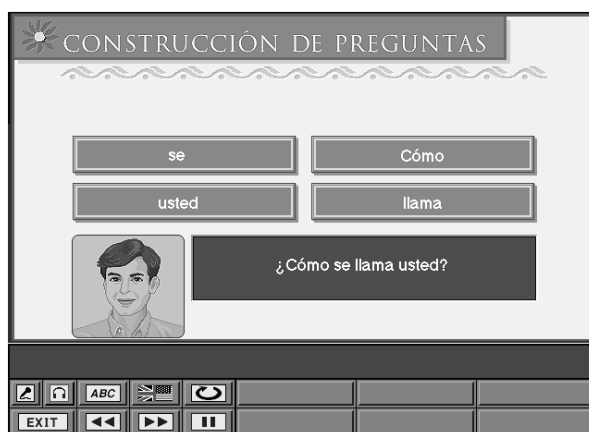 CONSTRUCCIÓN DE PREGUNTAS
se
Cómo
usted
llama
¿Cómo se llama usted?
ABC
EXIT